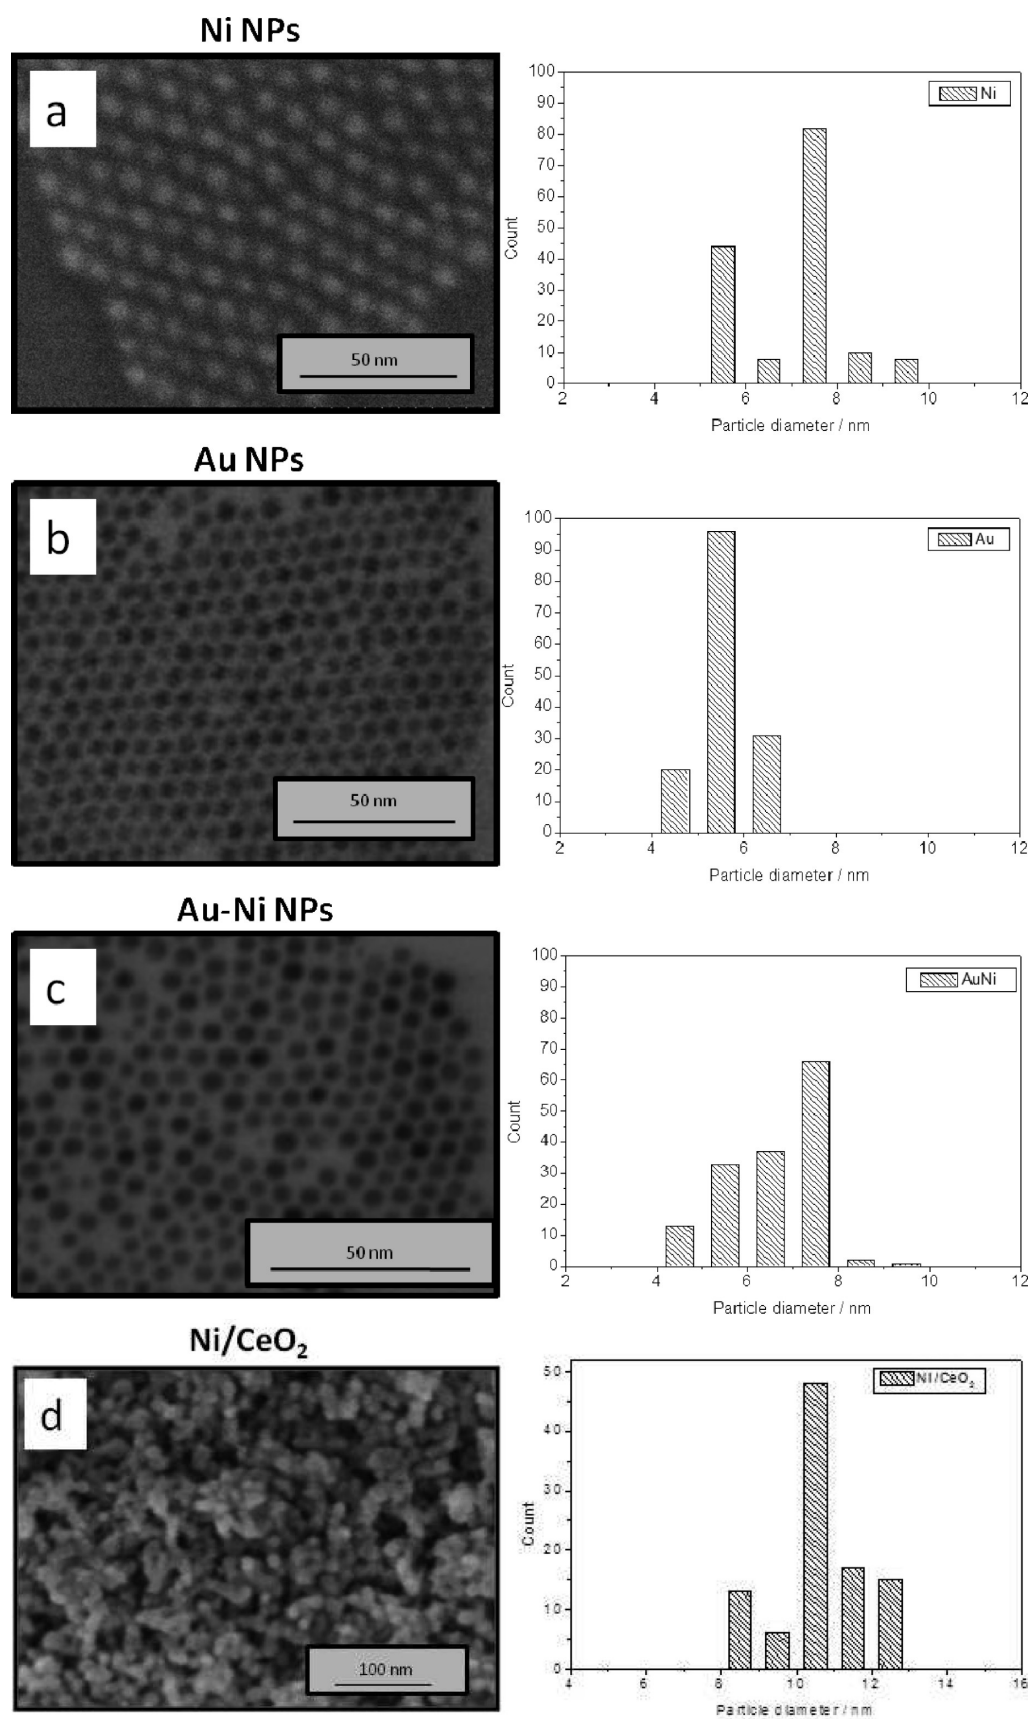 Ni NPs
a
50 nm
100
90
80
70
60
50
40
30
20
10
0
Count
Ni
2 4 6 8 10 12
Particle diameter / nm
Au NPs
b
50 nm
100
90
80
70
60
50
40
30
20
10
0
Count
Au
2 4 6 8 10 12
Particle diameter / nm
Au-Ni NPs
c
50 nm
100
90
80
70
60
50
40
30
20
10
0
Count
AuNi
2 4 6 8 10 12
Particle diameter / nm
Ni/CeO₂
d
100 nm
50
40
30
20
10
0
Count
Ni/CeO₂
4 6 8 10 12 14 16
Particle diameter / nm